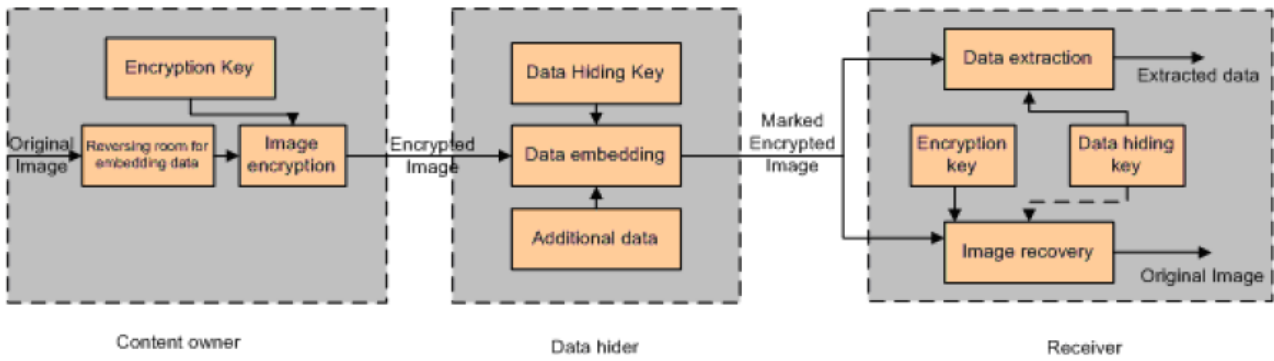 Encryption Key
Original
Image
Reversing room for
embedding data
Image
encryption
Content owner
Encrypted
Image
Data Hiding Key
Data embedding
Additional data
Data hider
Marked
Encrypted
Image
Data extraction
Extracted data
Encryption
key
Data hiding
key
Image recovery
Original Image
Receiver